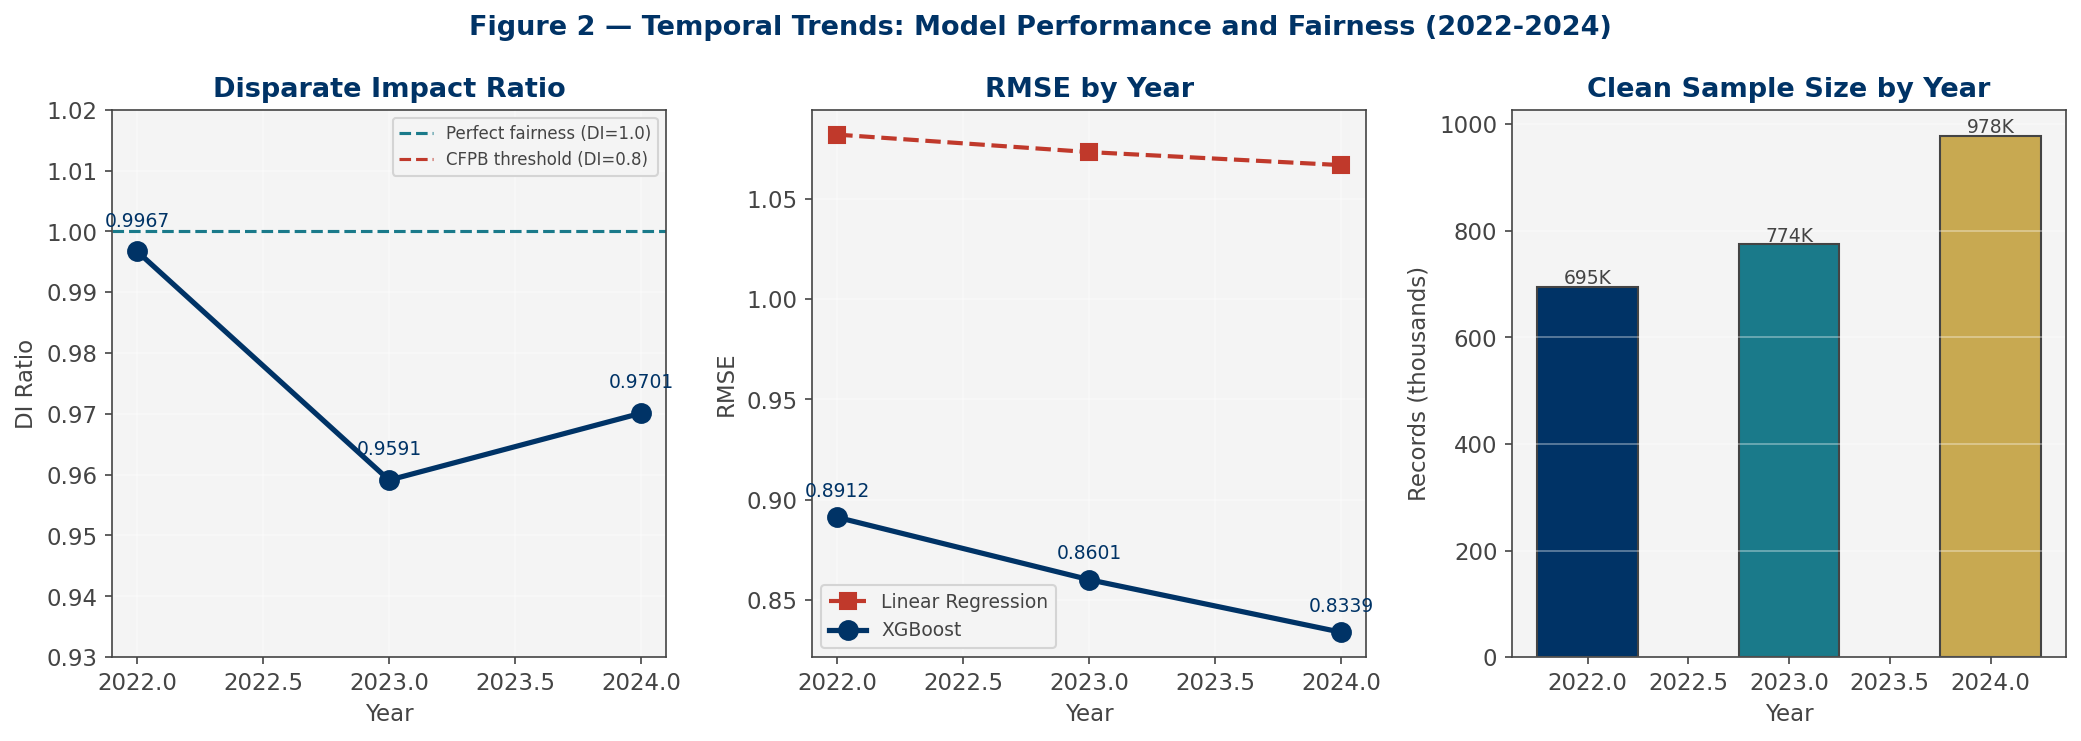 Figure 2 — Temporal Trends: Model Performance and Fairness (2022-2024)
Disparate Impact Ratio
1.02
1.01
1.00
0.99
0.98
0.97
0.96
0.95
0.94
0.93
DI Ratio
Perfect fairness (DI=1.0)
CFPB threshold (DI=0.8)
0.9967
0.9591
0.9701
2022.0 2022.5 2023.0 2023.5 2024.0
Year
RMSE by Year
1.05
1.00
0.95
0.90
0.85
RMSE
0.8912
0.8601
0.8339
Linear Regression
XGBoost
2022.0 2022.5 2023.0 2023.5 2024.0
Year
Clean Sample Size by Year
1000
800
600
400
200
0
Records (thousands)
695K
774K
978K
2022.0 2022.5 2023.0 2023.5 2024.0
Year